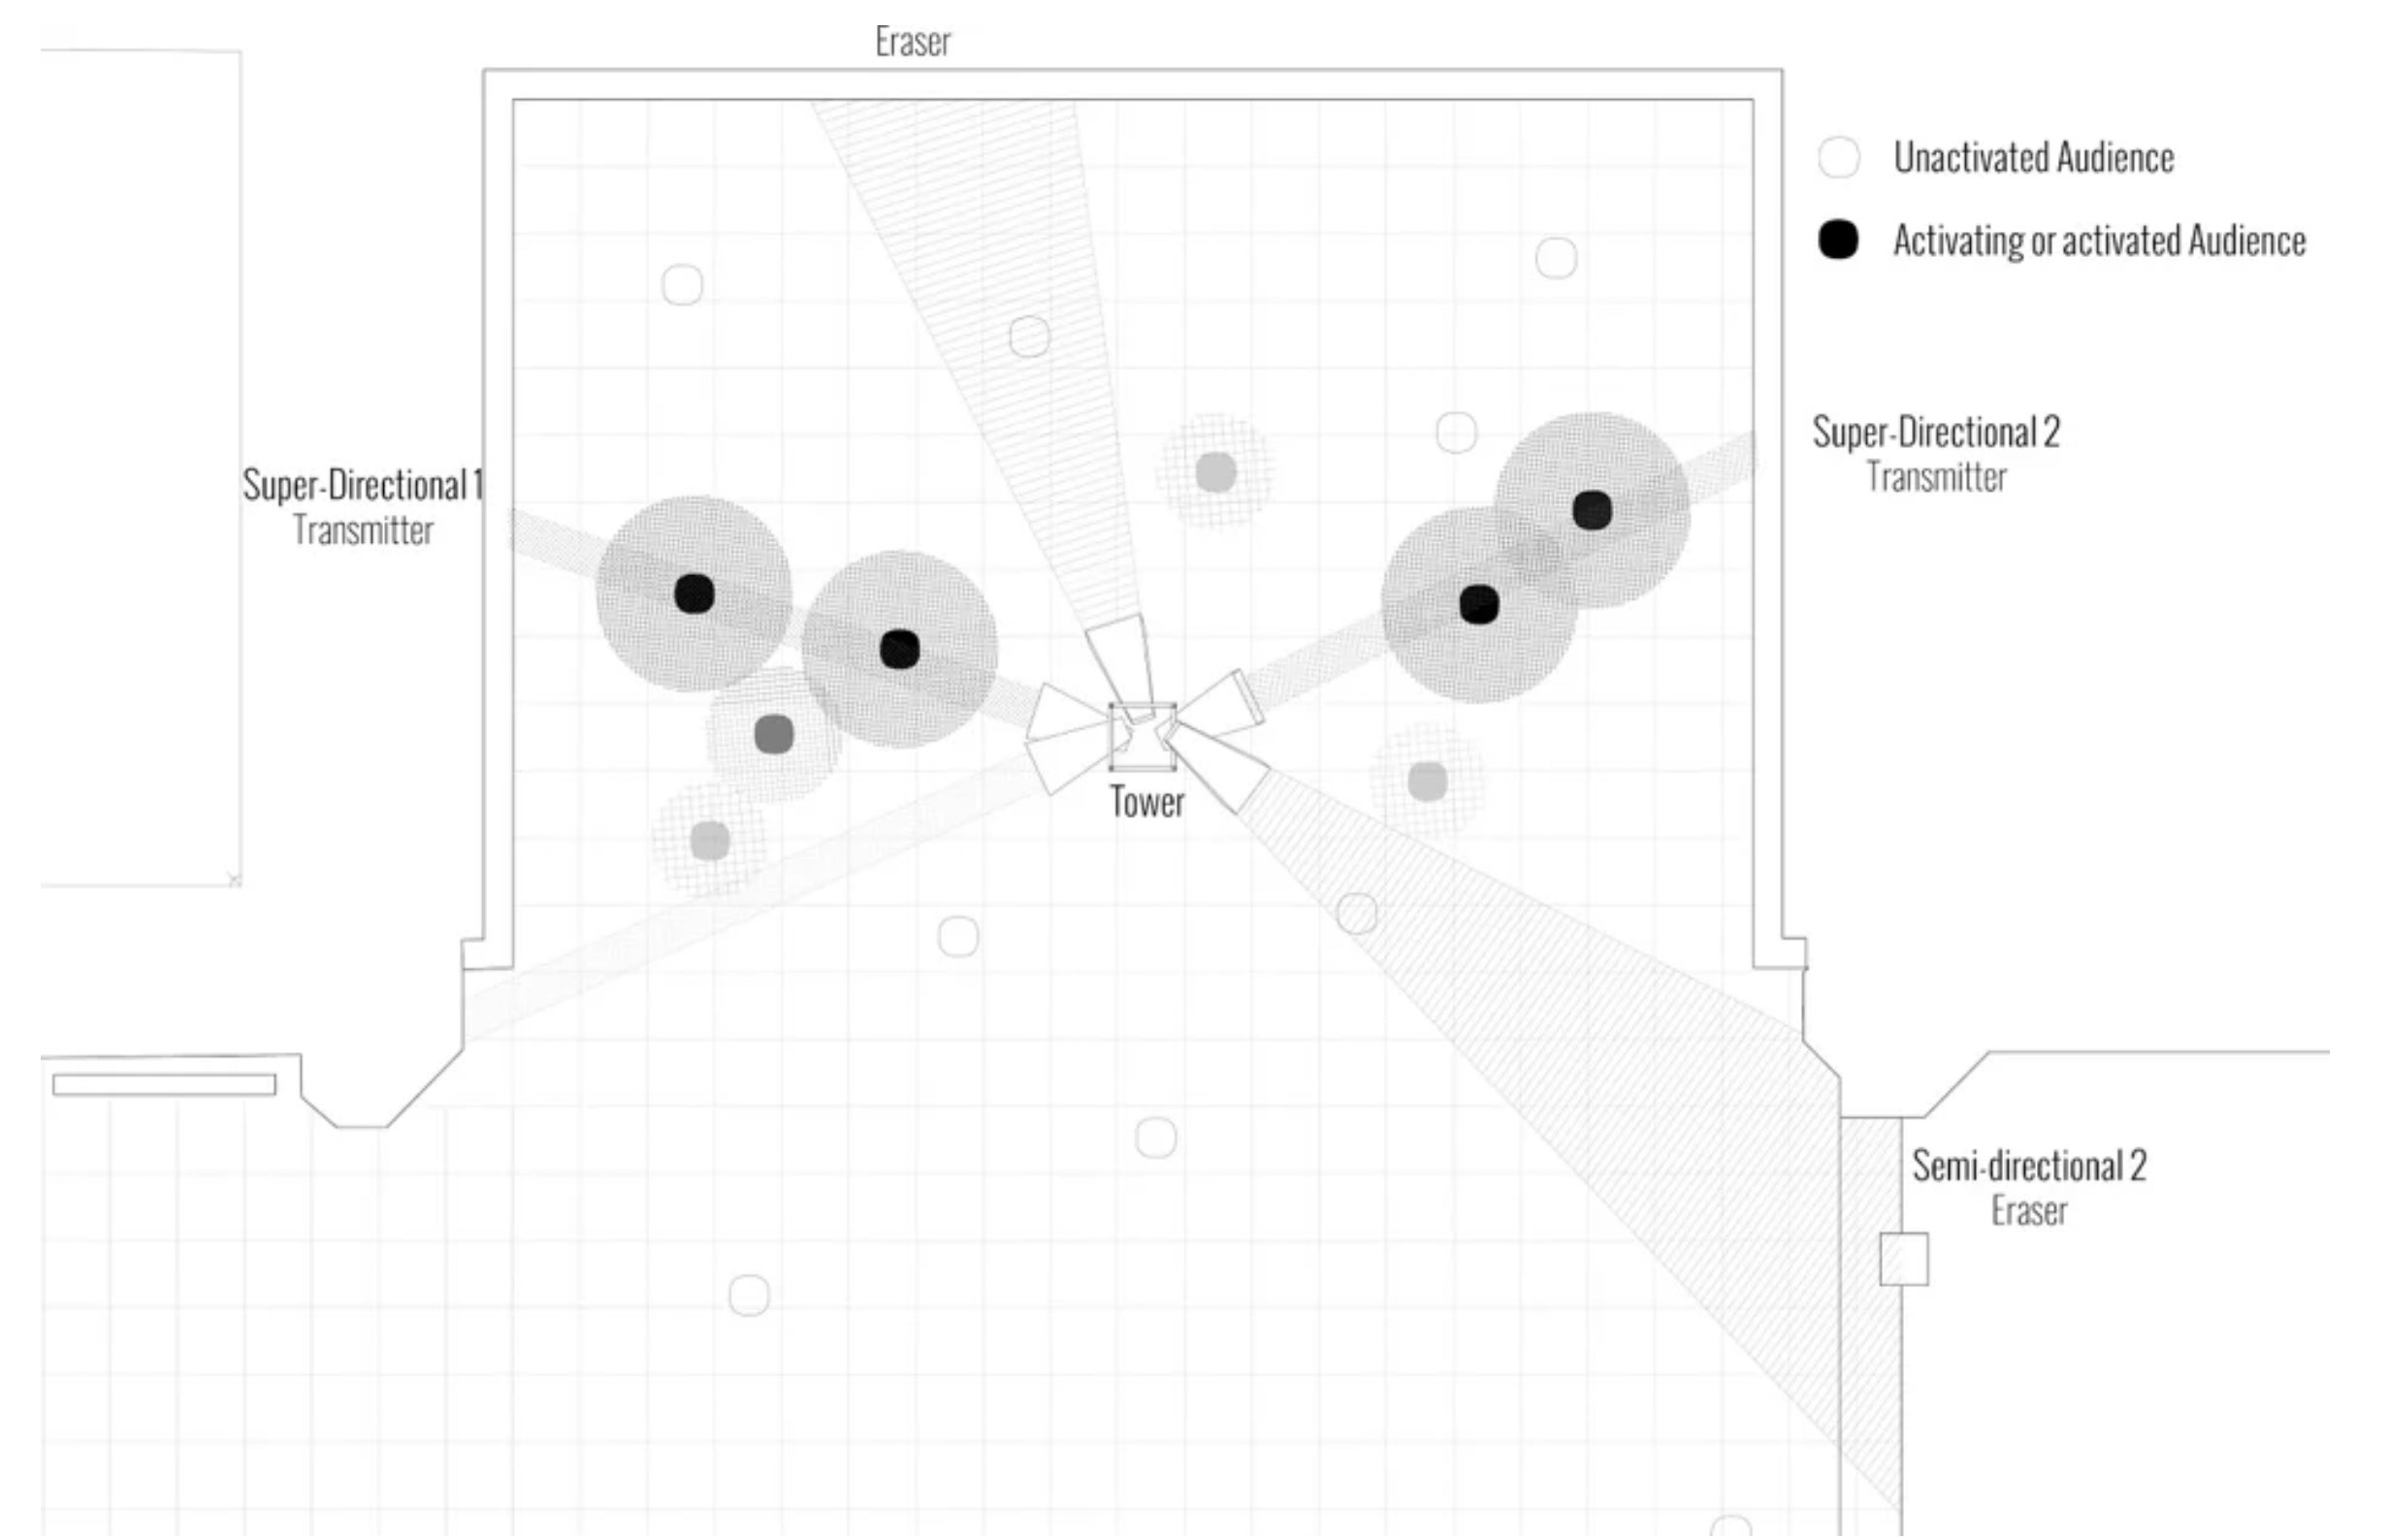 Eraser
Unactivated Audience
Activating or activated Audience
Super-Directional 1
Transmitter
Super-Directional 2
Transmitter
Tower
Semi-directional 2
Eraser